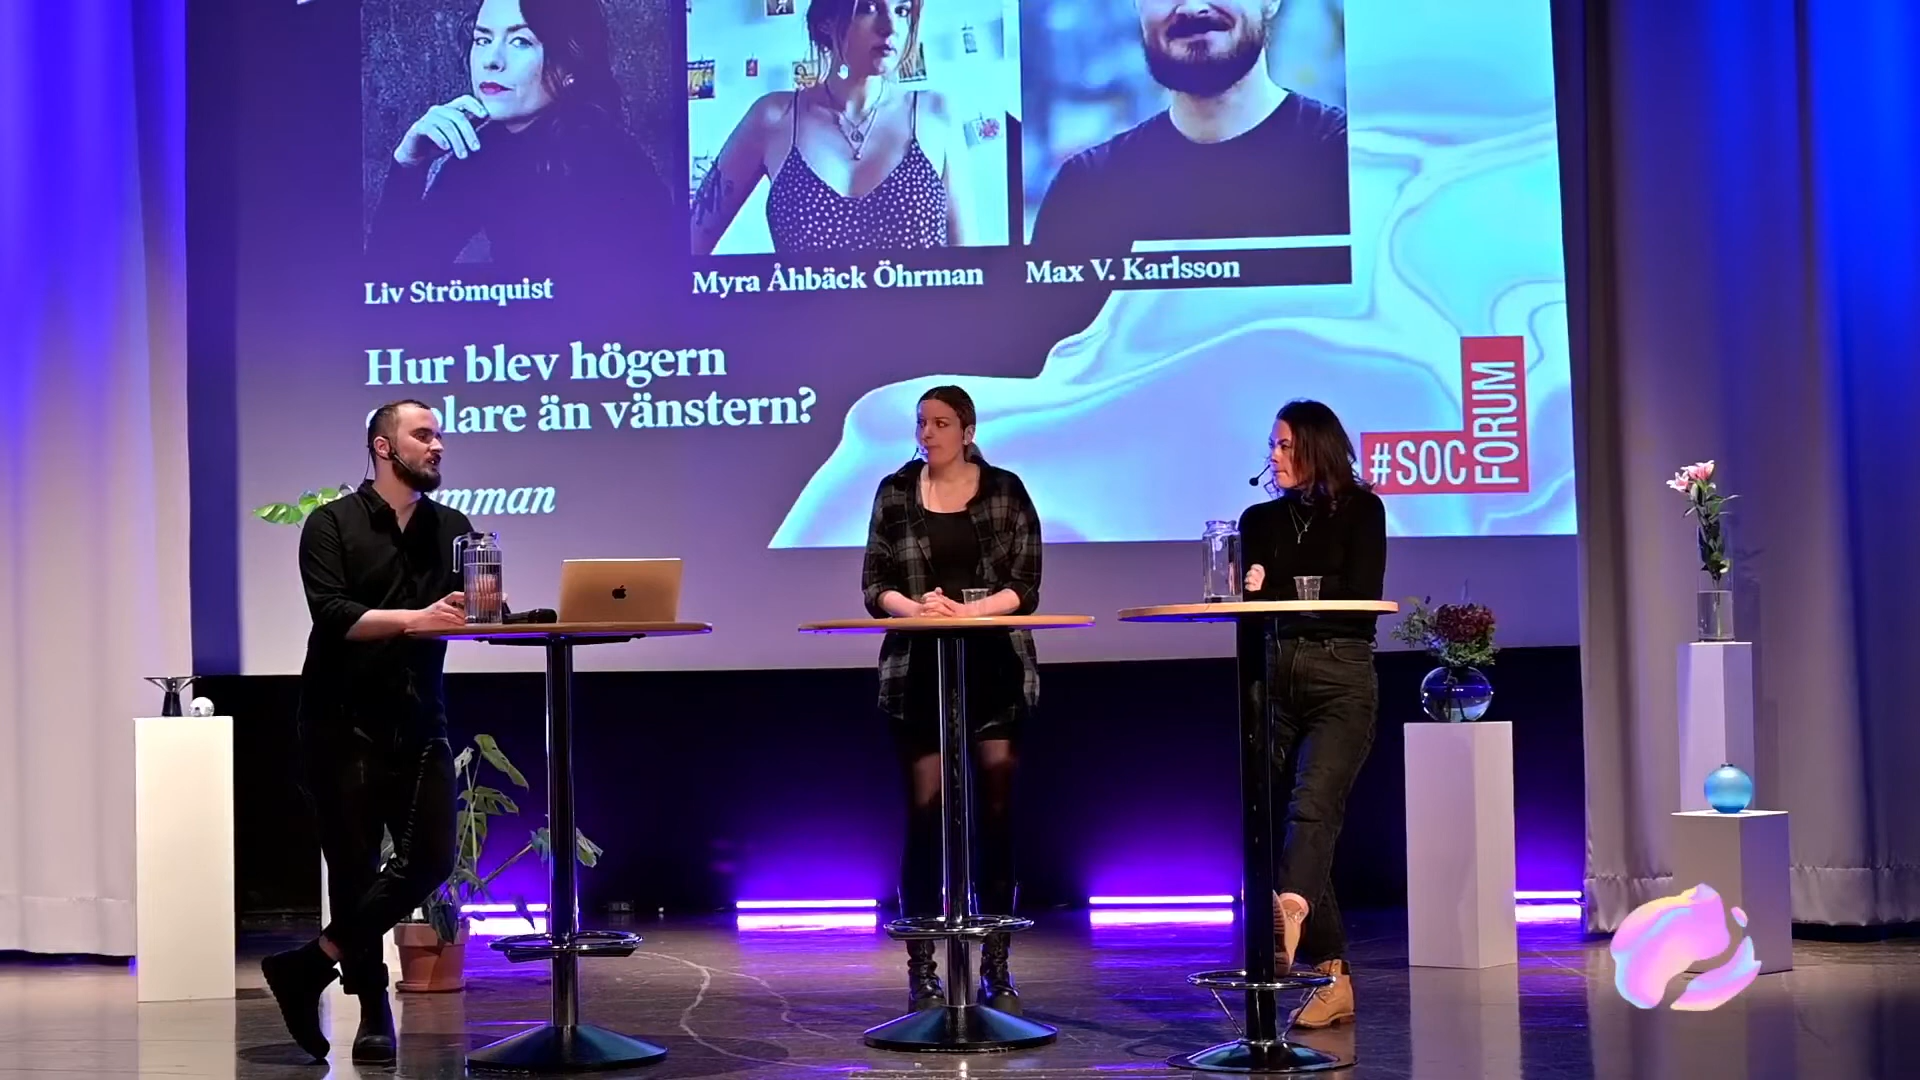 Liv Strömquist
Myra Åhbäck Öhrman
Max V. Karlsson
Hur blev högern
än vänstern?
#SOC
FORUM